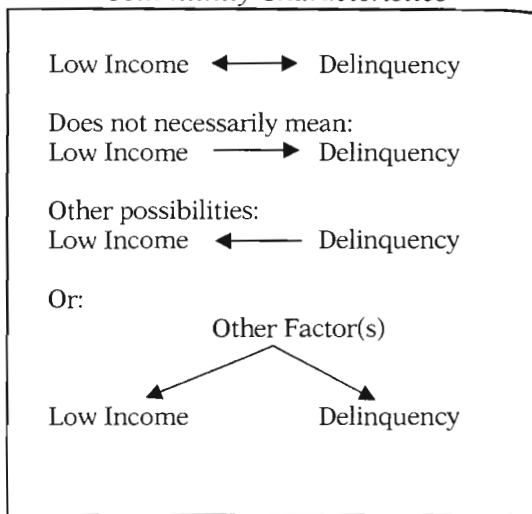 Low Income Delinquency
Does not necessarily mean:
Low Income Delinquency
Other possibilities:
Low Income Delinquency
Or:
Other Factor(s)
Low Income Delinquency